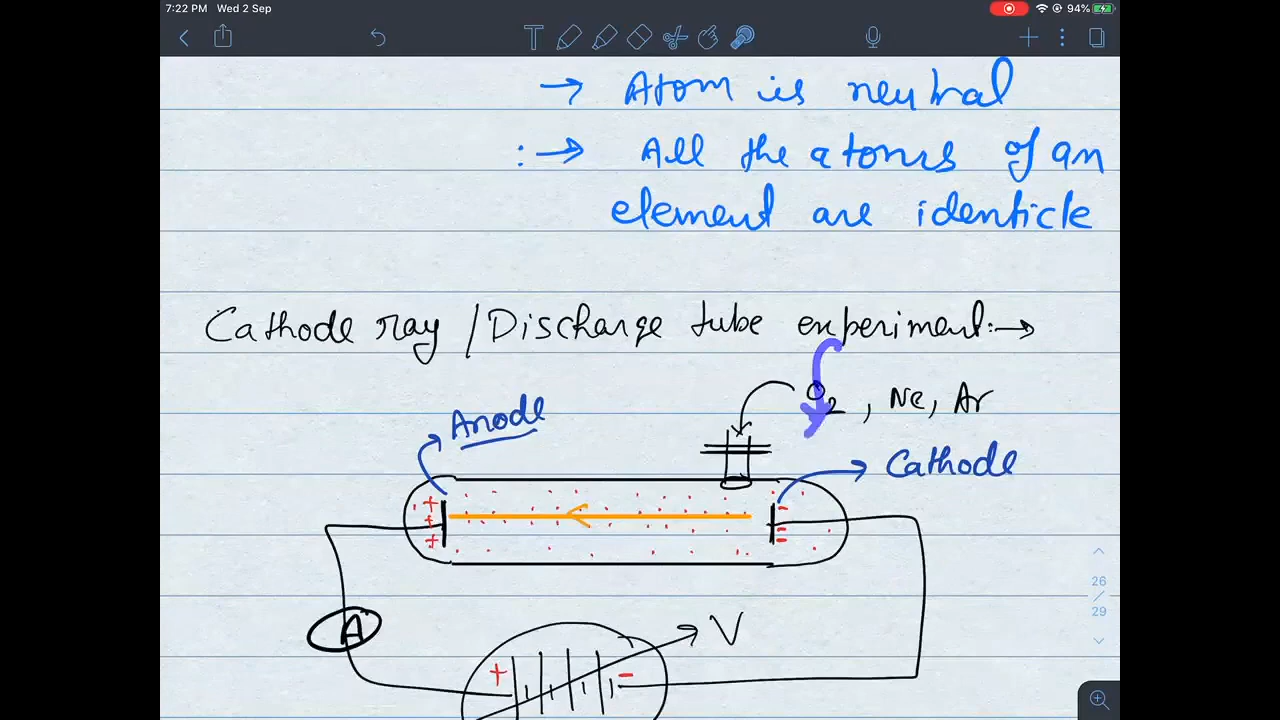 7:22 PM Wed 2 Sep 94%
T
→ Atom is neutral
:→ All the atoms of an
element are identicle
Cathode ray / Discharge tube experiment:→
O2, Ne, Ar
Anode
Cathode
+ -
+ -
+ -
26
/
29
A
V
+ -